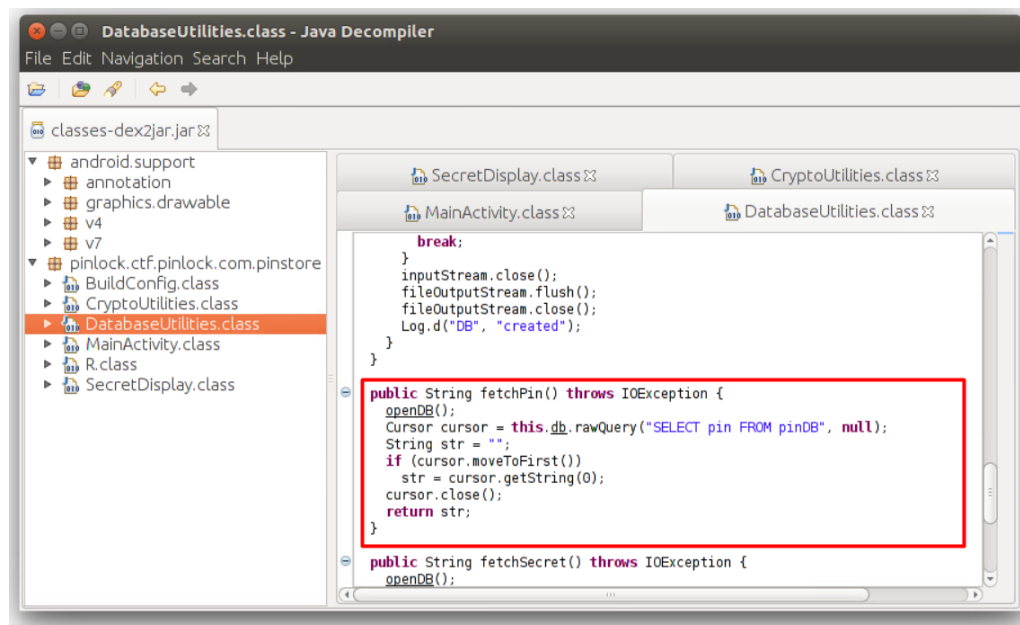 DatabaseUtilities.class - Java Decompiler
File Edit Navigation Search Help
classes-dex2jar.jar
android.support
annotation
graphics.drawable
v4
v7
pinlock.ctf.pinlock.com.pinstore
BuildConfig.class
CryptoUtilities.class
DatabaseUtilities.class
MainActivity.class
R.class
SecretDisplay.class
SecretDisplay.class
CryptoUtilities.class
MainActivity.class
DatabaseUtilities.class
break;
}
inputStream.close();
fileOutputStream.flush();
fileOutputStream.close();
Log.d("DB", "created");
}
}
public String fetchPin() throws IOException {
openDB();
Cursor cursor = this.db.rawQuery("SELECT pin FROM pinDB", null);
String str = "";
if (cursor.moveToFirst())
str = cursor.getString(0);
cursor.close();
return str;
}
public String fetchSecret() throws IOException {
openDB();